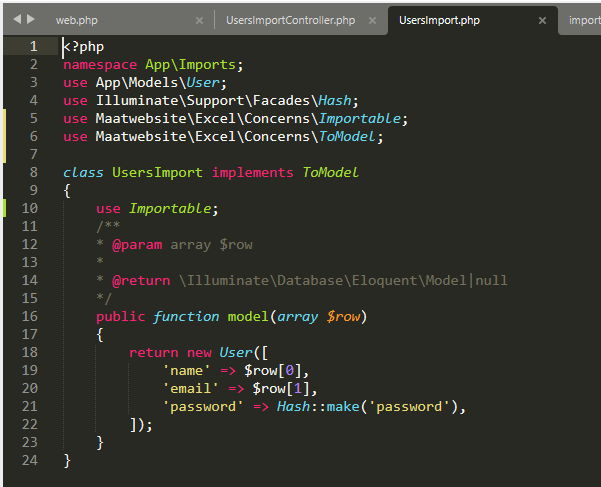 web.php × UsersImportController.php × UsersImport.php × import
1 <?php
2 namespace App\Imports;
3 use App\Models\User;
4 use Illuminate\Support\Facades\Hash;
5 use Maatwebsite\Excel\Concerns\Importable;
6 use Maatwebsite\Excel\Concerns\ToModel;
7
8 class UsersImport implements ToModel
9 {
10     use Importable;
11     /**
12     * @param array $row
13     *
14     * @return \Illuminate\Database\Eloquent\Model|null
15     */
16     public function model(array $row)
17     {
18         return new User([
19             'name' => $row[0],
20             'email' => $row[1],
21             'password' => Hash::make('password'),
22         ]);
23     }
24 }